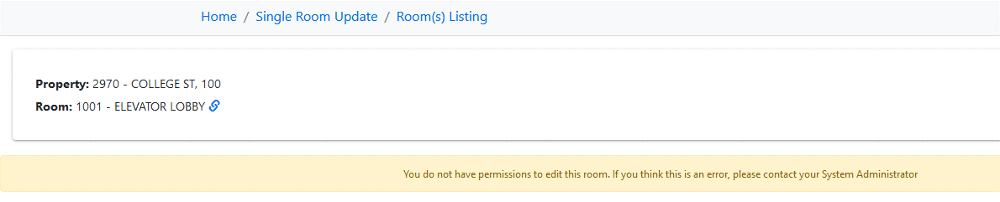 Home / Single Room Update / Room(s) Listing
Property: 2970 - COLLEGE ST, 100
Room: 1001 - ELEVATOR LOBBY
You do not have permissions to edit this room. If you think this is an error, please contact your System Administrator